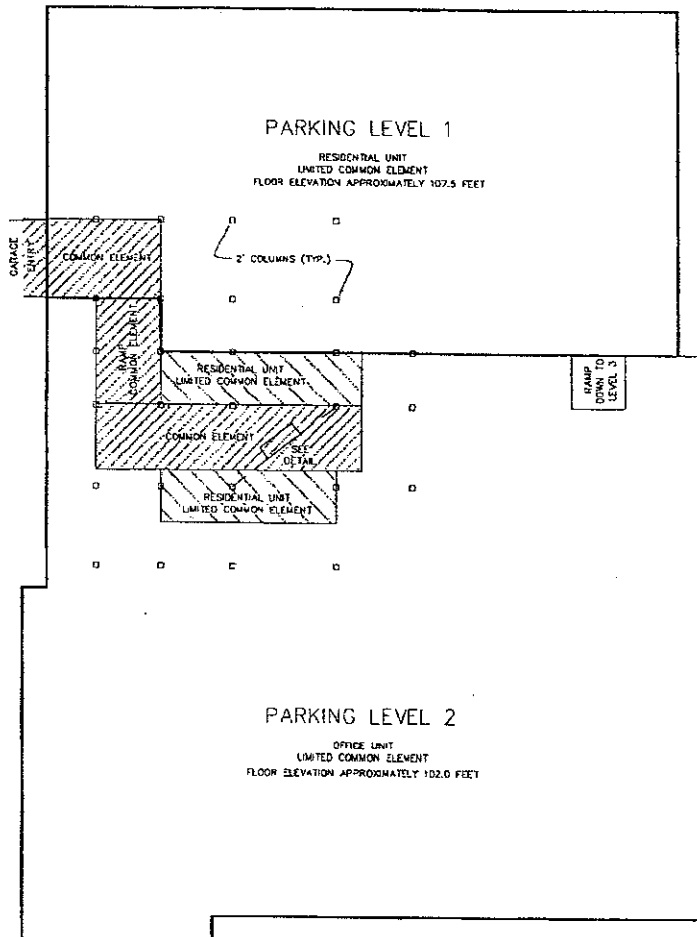 PARKING LEVEL 1
RESIDENTIAL UNIT
LIMITED COMMON ELEMENT
FLOOR ELEVATION APPROXIMATELY 107.5 FEET
GARAGE
ENTRY
COMMON ELEMENT
2' COLUMNS (TYP.)
RAMP
COMMON ELEMENT
RESIDENTIAL UNIT
LIMITED COMMON ELEMENT
RAMP
DOWN TO
LEVEL 3
COMMON ELEMENT
SEE
DETAIL
RESIDENTIAL UNIT
LIMITED COMMON ELEMENT
PARKING LEVEL 2
OFFICE UNIT
LIMITED COMMON ELEMENT
FLOOR ELEVATION APPROXIMATELY 102.0 FEET